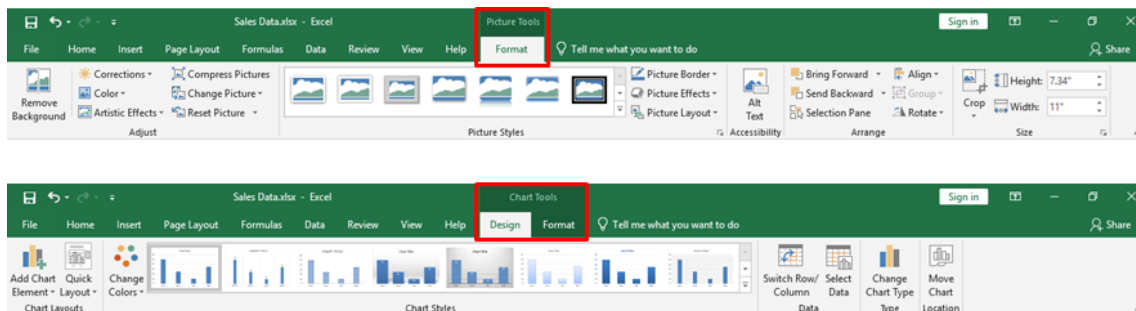 Sales Data.xlsx - Excel
Picture Tools
Sign in
File Home Insert Page Layout Formulas Data Review View Help Format Tell me what you want to do Share
Remove Background
Corrections
Color
Artistic Effects
Compress Pictures
Change Picture
Reset Picture
Picture Border
Picture Effects
Picture Layout
Alt Text
Bring Forward
Send Backward
Selection Pane
Align
Group
Rotate
Crop
Height: 7.34"
Width: 11"
Adjust Picture Styles Accessibility Arrange Size
Sales Data.xlsx - Excel
Chart Tools
Sign in
File Home Insert Page Layout Formulas Data Review View Help Design Format Tell me what you want to do Share
Add Chart Element
Quick Layout
Change Colors
Switch Row/ Column
Select Data
Change Chart Type
Move Chart
Chart Layouts Chart Styles Data Type Location